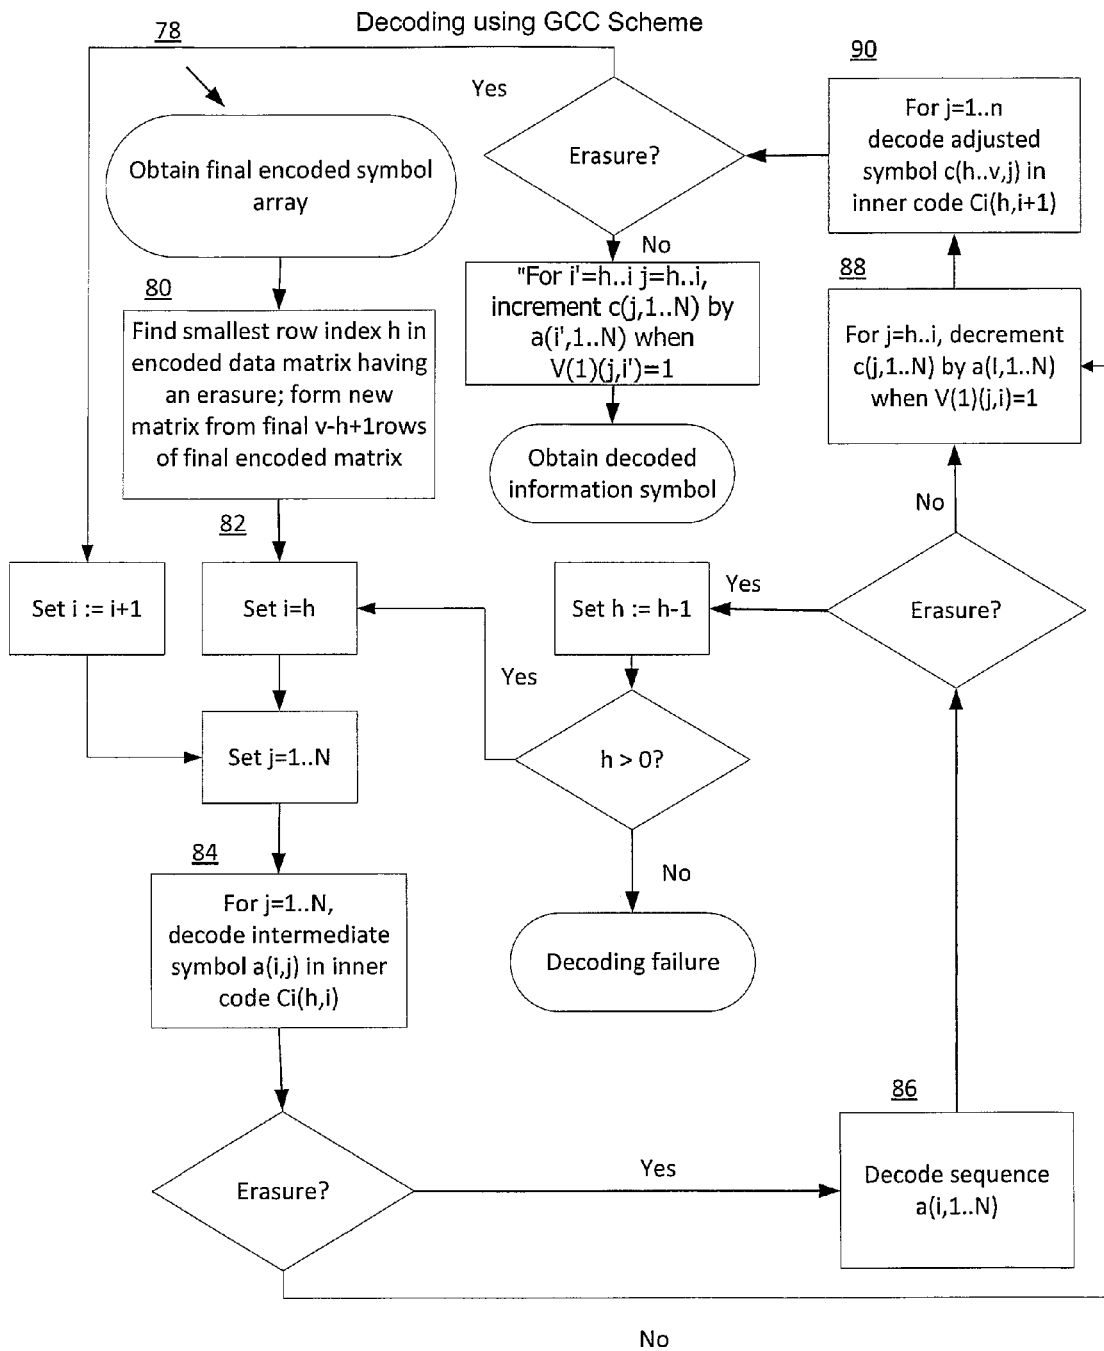 Decoding using GCC Scheme
78
Obtain final encoded symbol
array
80
Find smallest row index h in
encoded data matrix having
an erasure; form new
matrix from final v-h+1rows
of final encoded matrix
82
Set i := i+1
Set i=h
Set j=1..N
84
For j=1..N,
decode intermediate
symbol a(i,j) in inner
code Ci(h,i)
Erasure?
Yes
No
86
Decode sequence
a(i,1..N)
Erasure?
Yes
No
Set h := h-1
h > 0?
Yes
No
Decoding failure
88
For j=h..i, decrement
c(j,1..N) by a(I,1..N)
when V(1)(j,i)=1
90
For j=1..n
decode adjusted
symbol c(h..v,j) in
inner code Ci(h,i+1)
Erasure?
Yes
No
"For i'=h..i j=h..i,
increment c(j,1..N) by
a(i',1..N) when
V(1)(j,i')=1
Obtain decoded
information symbol